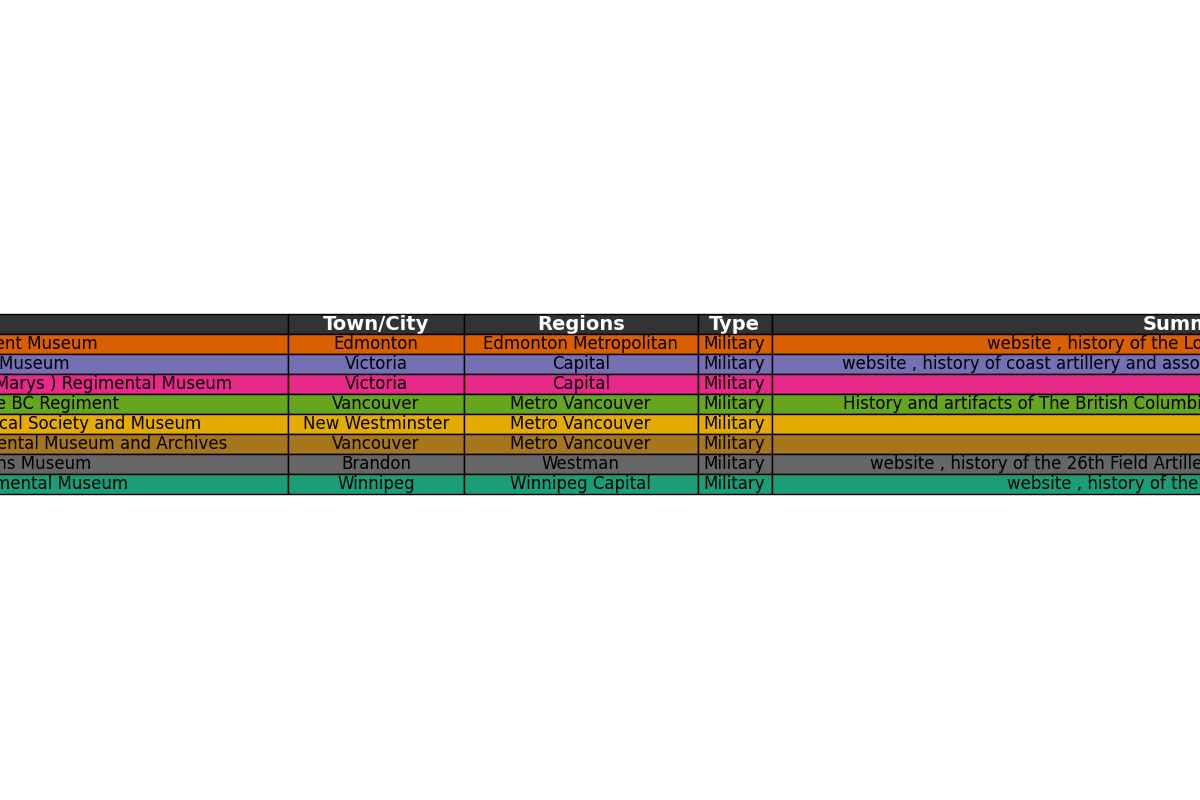 Town/City Regions Type
ent Museum Edmonton Edmonton Metropolitan Military website , history of the Lo
Museum Victoria Capital Military website , history of coast artillery and asso
Marys ) Regimental Museum Victoria Capital Military
e BC Regiment Vancouver Metro Vancouver Military History and artifacts of The British Columbi
cal Society and Museum New Westminster Metro Vancouver Military
ental Museum and Archives Vancouver Metro Vancouver Military
ns Museum Brandon Westman Military website , history of the 26th Field Artille
mental Museum Winnipeg Winnipeg Capital Military website , history of the